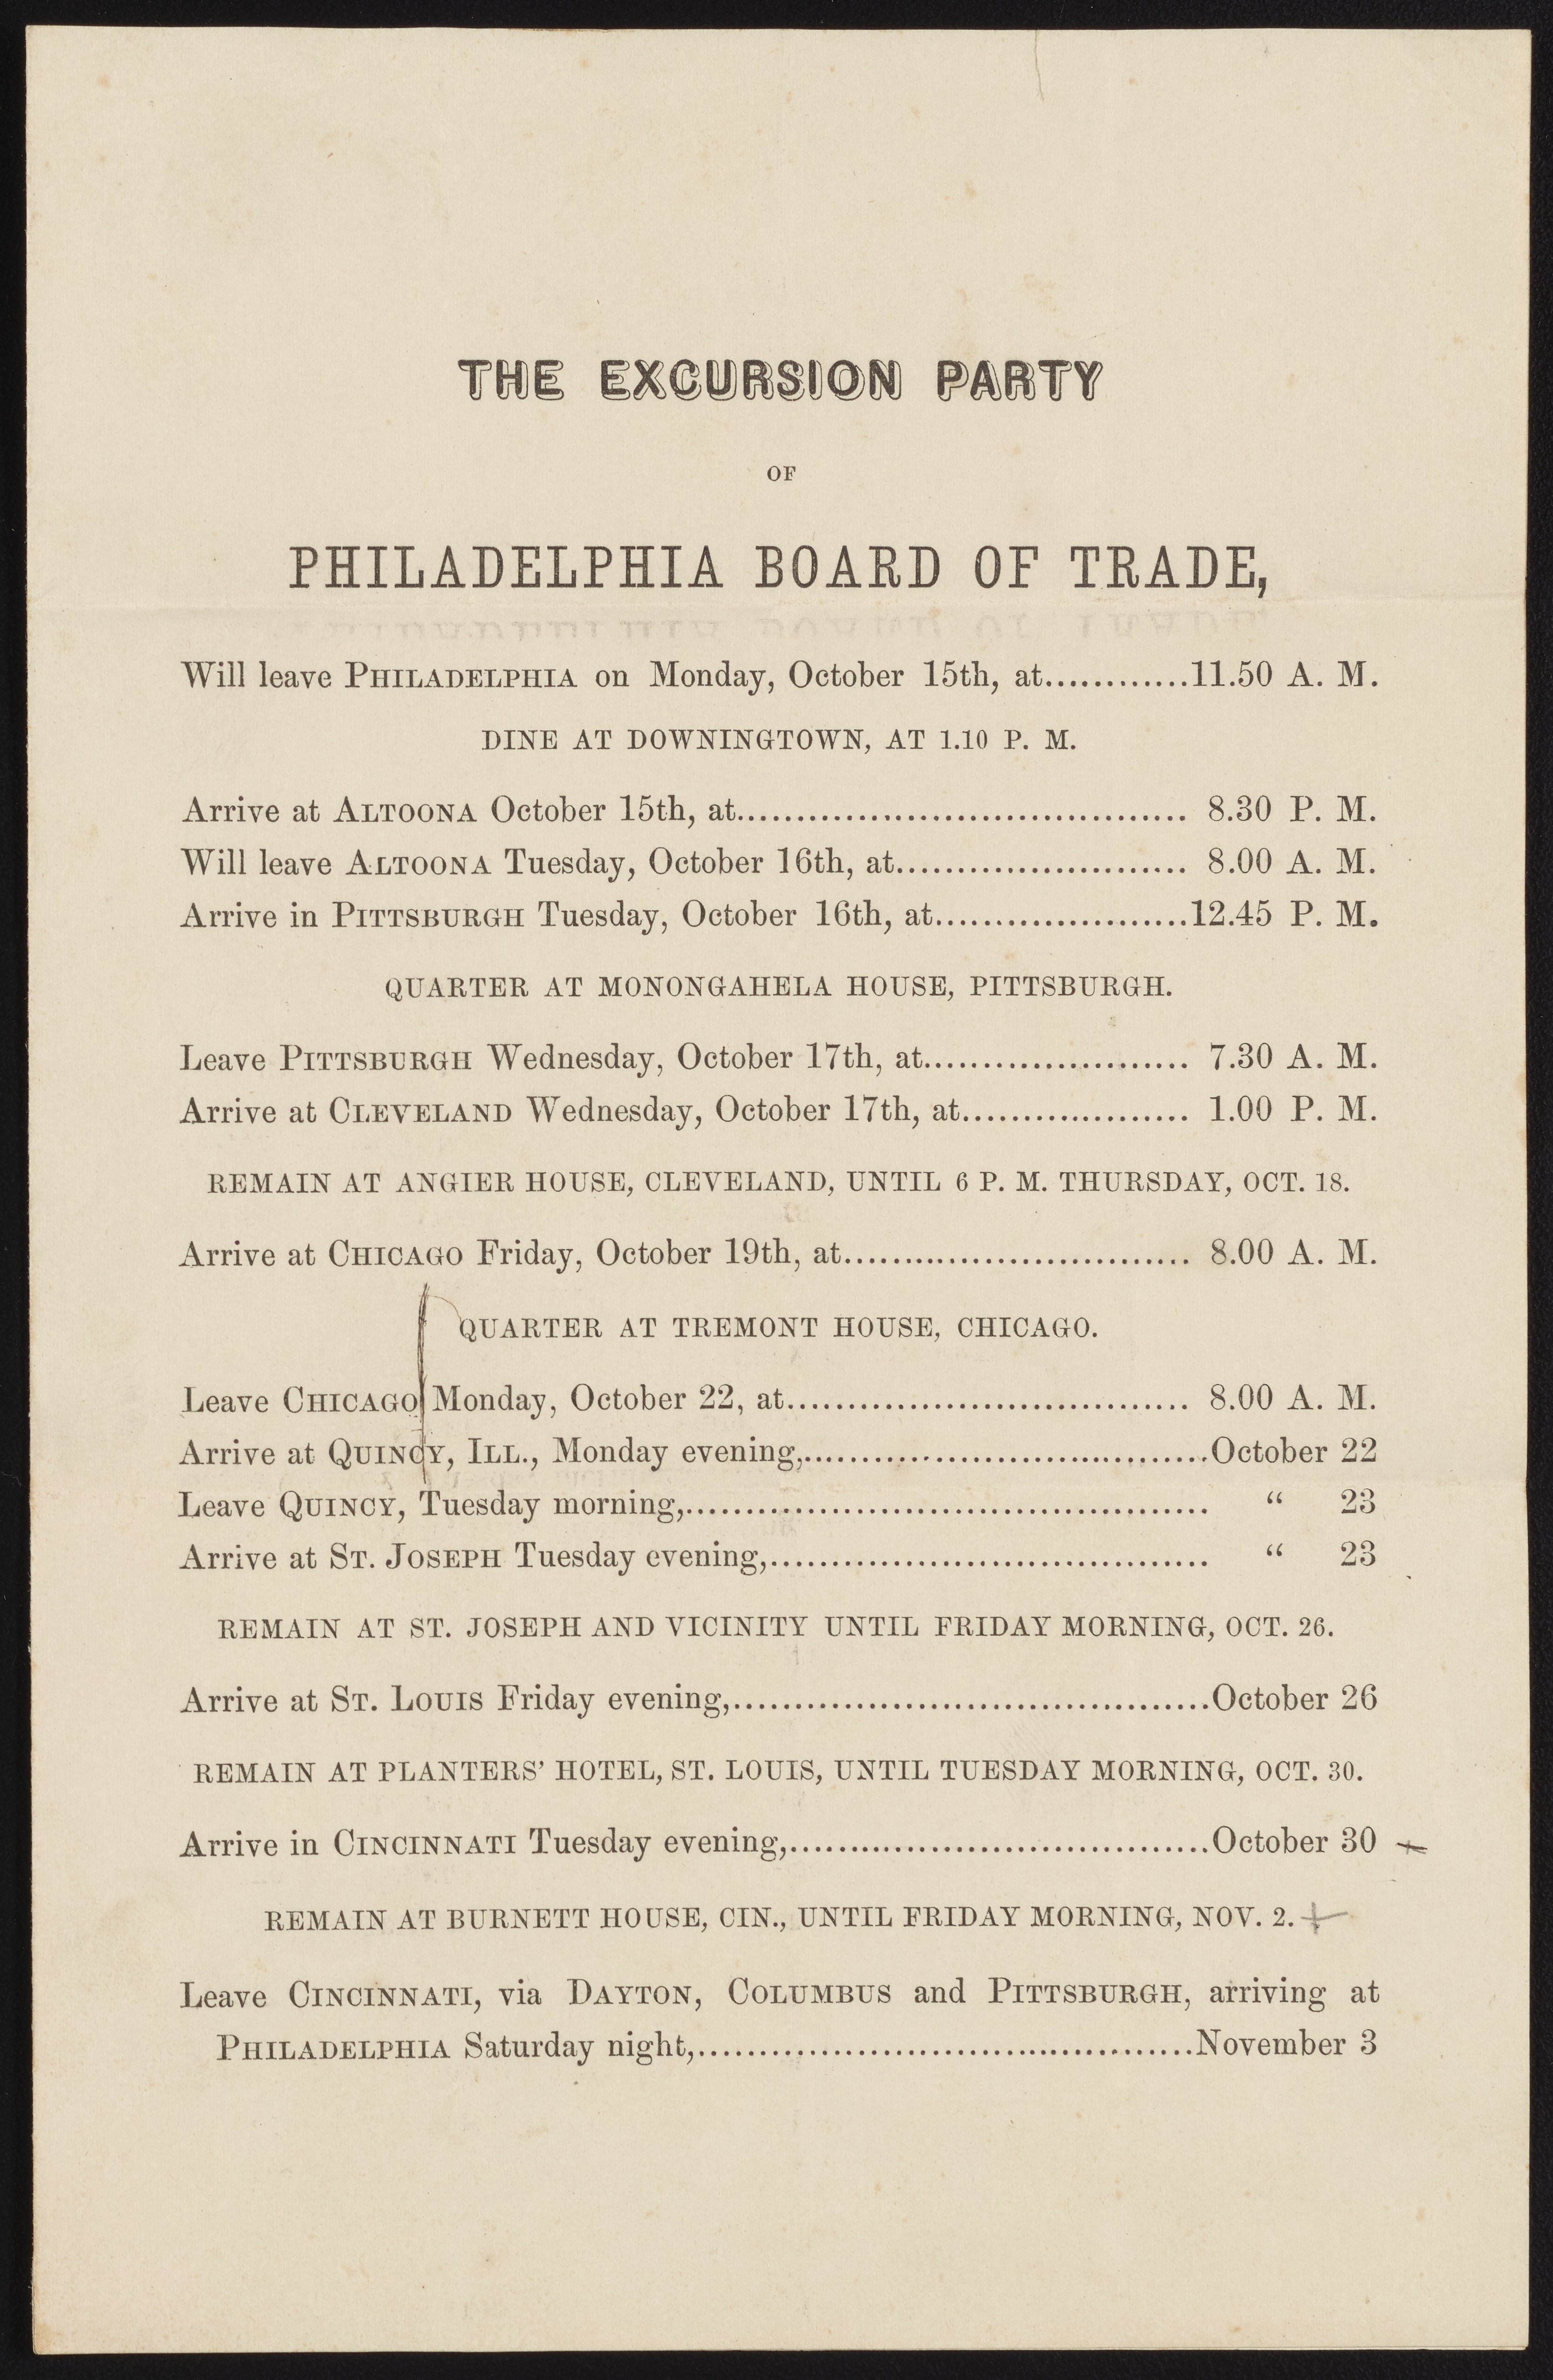 THE EXCURSION PARTY
OF
PHILADELPHIA BOARD OF TRADE,
Will leave PHILADELPHIA on Monday, October 15th, at............11.50 A. M.
DINE AT DOWNINGTOWN, AT 1.10 P. M.
Arrive at ALTOONA October 15th, at...................................... 8.30 P. M.
Will leave ALTOONA Tuesday, October 16th, at......................... 8.00 A. M.
Arrive in PITTSBURGH Tuesday, October 16th, at.....................12.45 P. M.
QUARTER AT MONONGAHELA HOUSE, PITTSBURGH.
Leave PITTSBURGH Wednesday, October 17th, at....................... 7.30 A. M.
Arrive at CLEVELAND Wednesday, October 17th, at................... 1.00 P. M.
REMAIN AT ANGIER HOUSE, CLEVELAND, UNTIL 6 P. M. THURSDAY, OCT. 18.
Arrive at CHICAGO Friday, October 19th, at............................. 8.00 A. M.
QUARTER AT TREMONT HOUSE, CHICAGO.
Leave CHICAGO Monday, October 22, at.................................. 8.00 A. M.
Arrive at QUINCY, ILL., Monday evening,..................................October 22
Leave QUINCY, Tuesday morning,............................................ “ 23
Arrive at ST. JOSEPH Tuesday evening,..................................... “ 23
REMAIN AT ST. JOSEPH AND VICINITY UNTIL FRIDAY MORNING, OCT. 26.
Arrive at ST. LOUIS Friday evening,........................................October 26
REMAIN AT PLANTERS’ HOTEL, ST. LOUIS, UNTIL TUESDAY MORNING, OCT. 30.
Arrive in CINCINNATI Tuesday evening,...................................October 30
REMAIN AT BURNETT HOUSE, CIN., UNTIL FRIDAY MORNING, NOV. 2.
Leave CINCINNATI, via DAYTON, COLUMBUS and PITTSBURGH, arriving at
PHILADELPHIA Saturday night,..........................................November 3